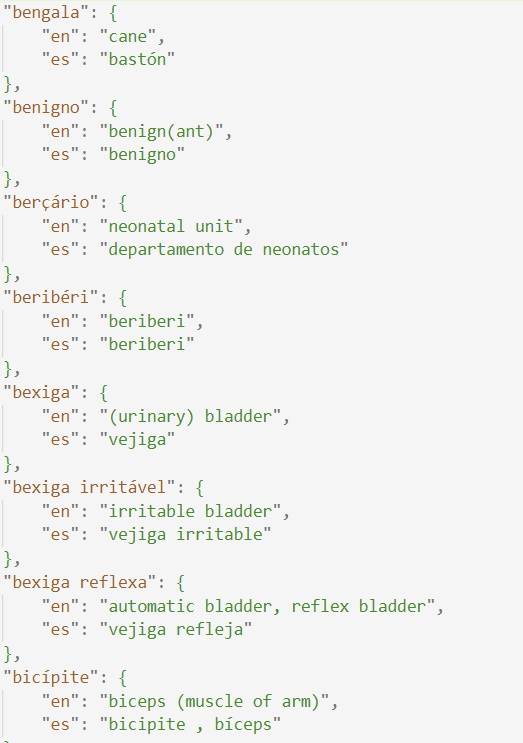 "bengala": {
"en": "cane",
"es": "bastón"
},
"benigno": {
"en": "benign(ant)",
"es": "benigno"
},
"berçário": {
"en": "neonatal unit",
"es": "departamento de neonatos"
},
"beribéri": {
"en": "beriberi",
"es": "beriberi"
},
"bexiga": {
"en": "(urinary) bladder",
"es": "vejiga"
},
"bexiga irritável": {
"en": "irritable bladder",
"es": "vejiga irritable"
},
"bexiga reflexa": {
"en": "automatic bladder, reflex bladder",
"es": "vejiga refleja"
},
"bicípite": {
"en": "biceps (muscle of arm)",
"es": "bicipite , bíceps"